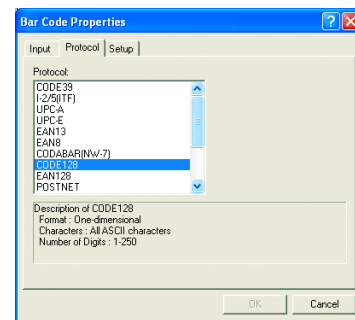 Bar Code Properties
Input Protocol Setup
Protocol:
CODE39
I-2/5(ITF)
UPC-A
UPC-E
EAN13
EAN8
CODABAR(NW-7)
CODE128
EAN128
POSTNET
Description of CODE128
Format : One-dimensional
Characters : All ASCII characters
Number of Digits : 1-250
OK Cancel